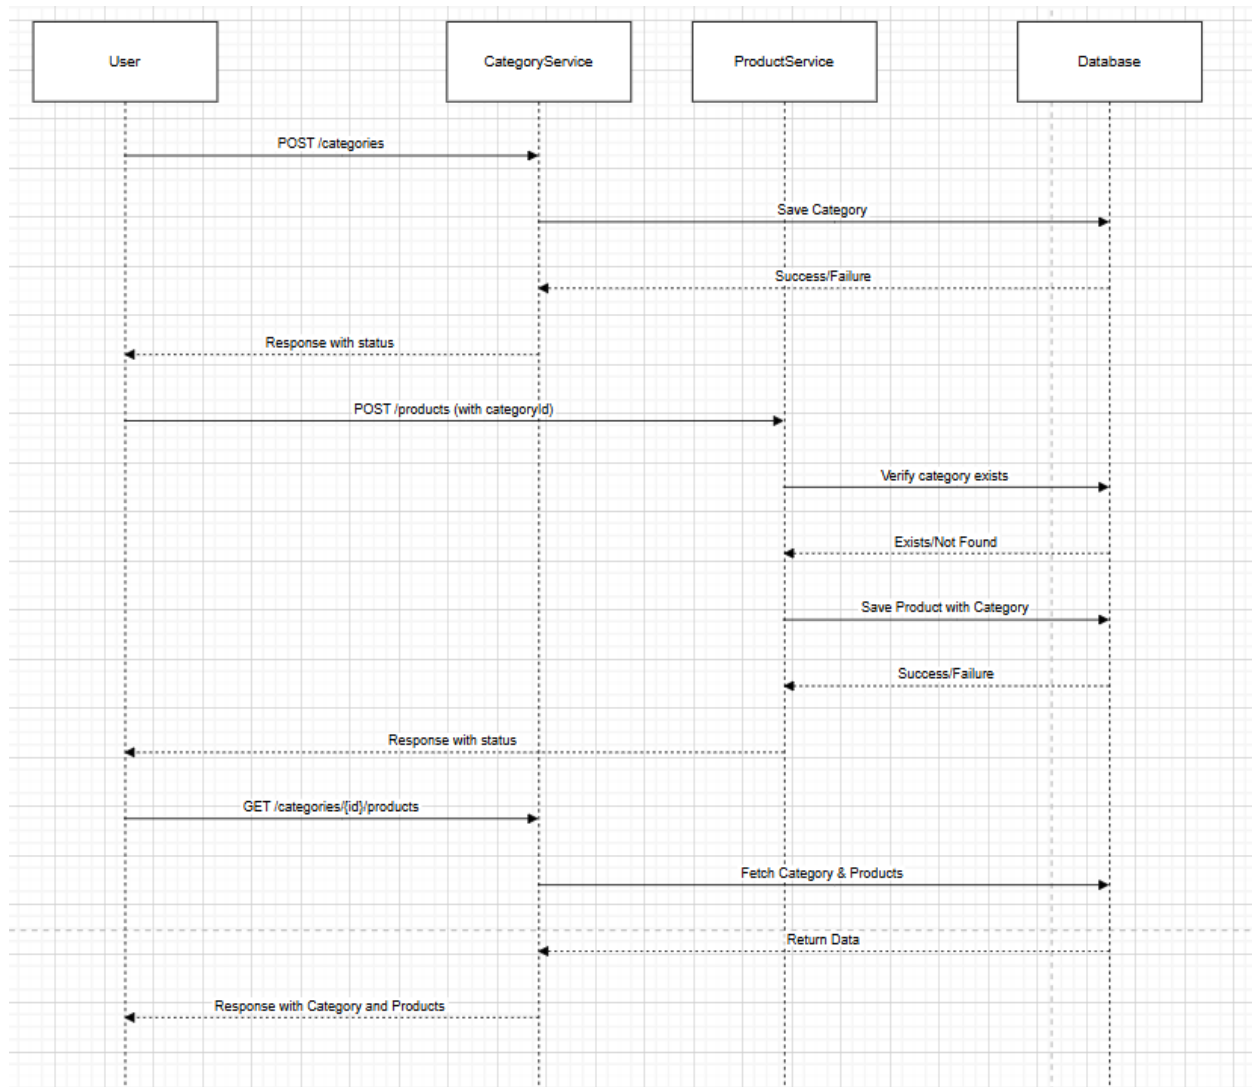 User
CategoryService
ProductService
Database
POST /categories
Save Category
Success/Failure
Response with status
POST /products (with categoryId)
Verify category exists
Exists/Not Found
Save Product with Category
Success/Failure
Response with status
GET /categories/{id}/products
Fetch Category & Products
Return Data
Response with Category and Products